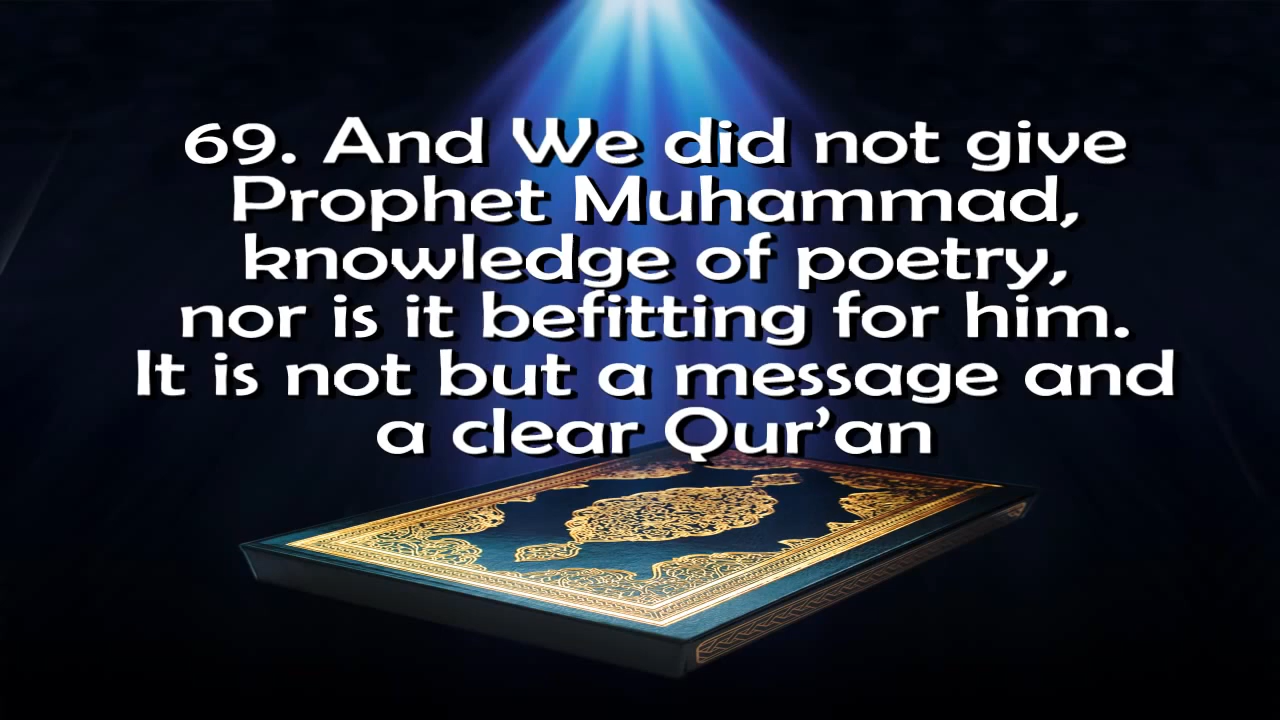 69. And We did not give
Prophet Muhammad,
knowledge of poetry,
nor is it befitting for him.
It is not but a message and
a clear Qur’an